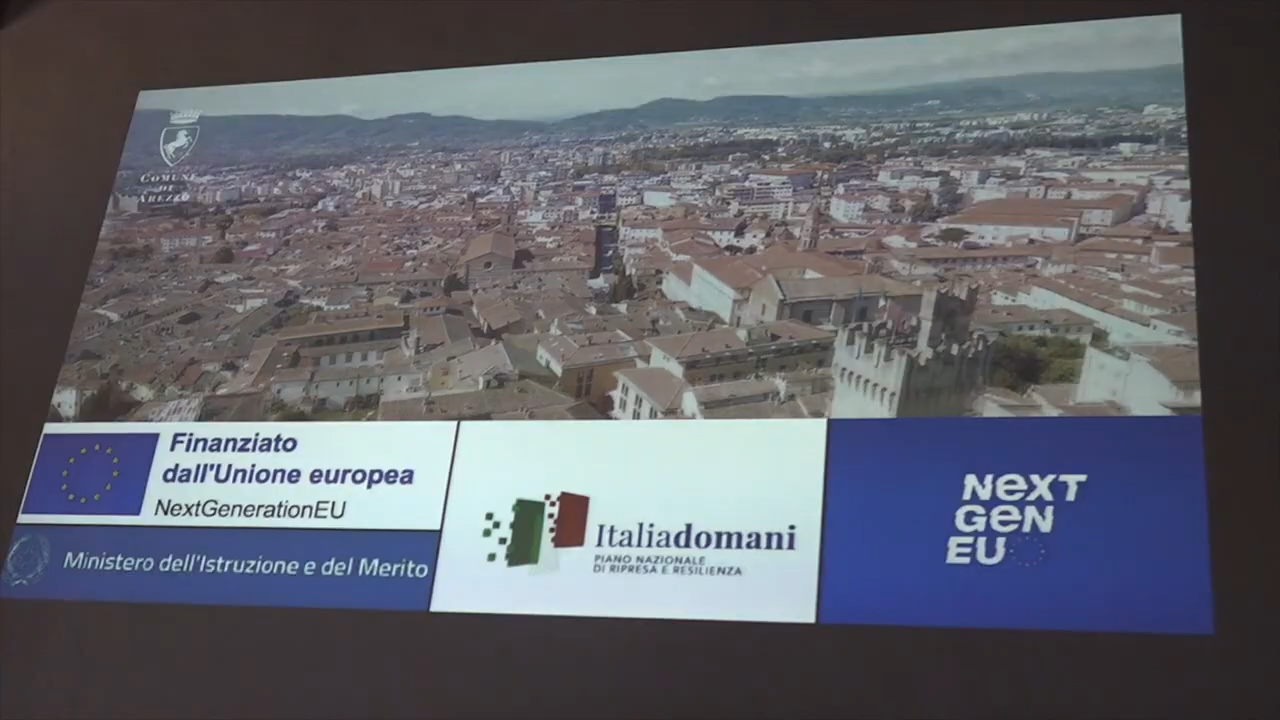 COMUNE
DI
AREZZO
Finanziato
dall'Unione europea
NextGenerationEU
Ministero dell'Istruzione e del Merito
Italiadomani
PIANO NAZIONALE
DI RIPRESA E RESILIENZA
NEXT
GEN
EU